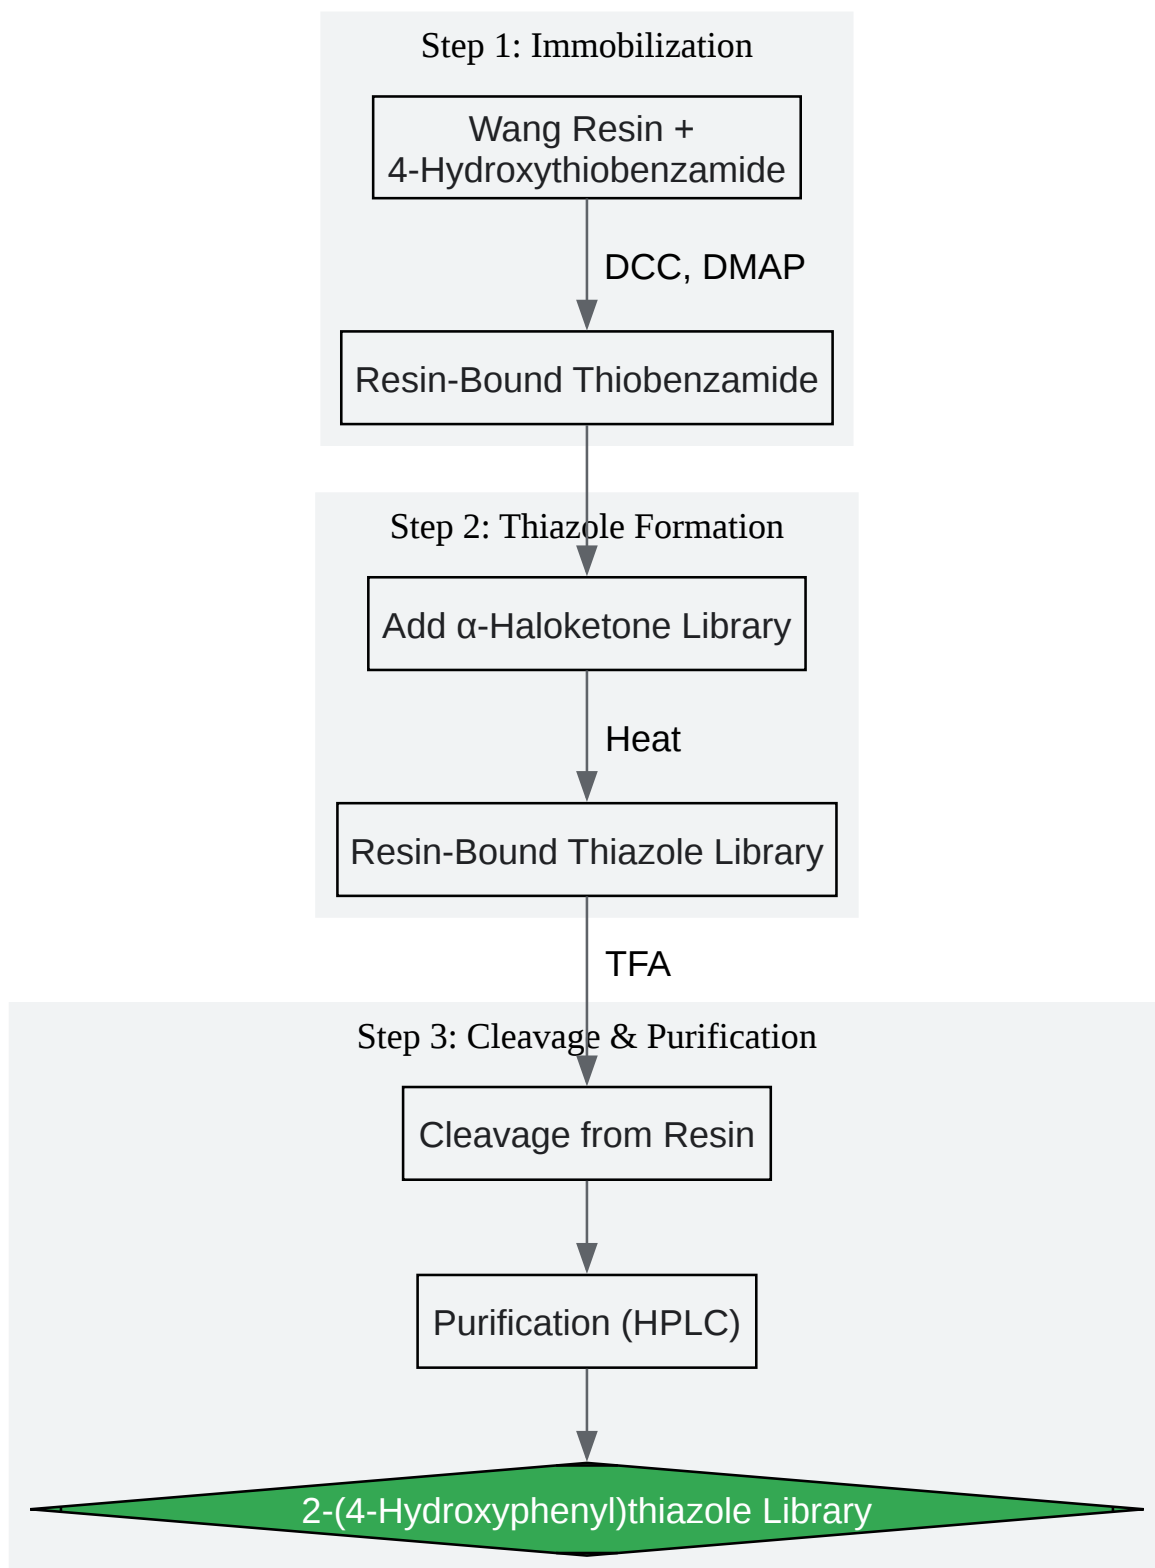 Step 1: Immobilization
Wang Resin +
4-Hydroxythiobenzamide
DCC, DMAP
Resin-Bound Thiobenzamide
Step 2: Thiazole Formation
Add α-Haloketone Library
Heat
Resin-Bound Thiazole Library
TFA
Step 3: Cleavage & Purification
Cleavage from Resin
Purification (HPLC)
2-(4-Hydroxyphenyl)thiazole Library